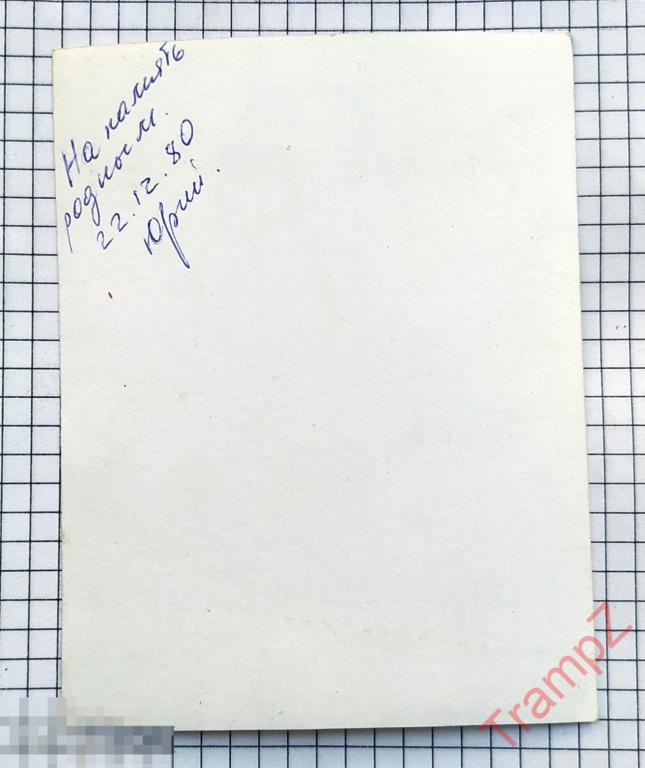 На память
родным.
22.12.80
Юрий.
TrampZ